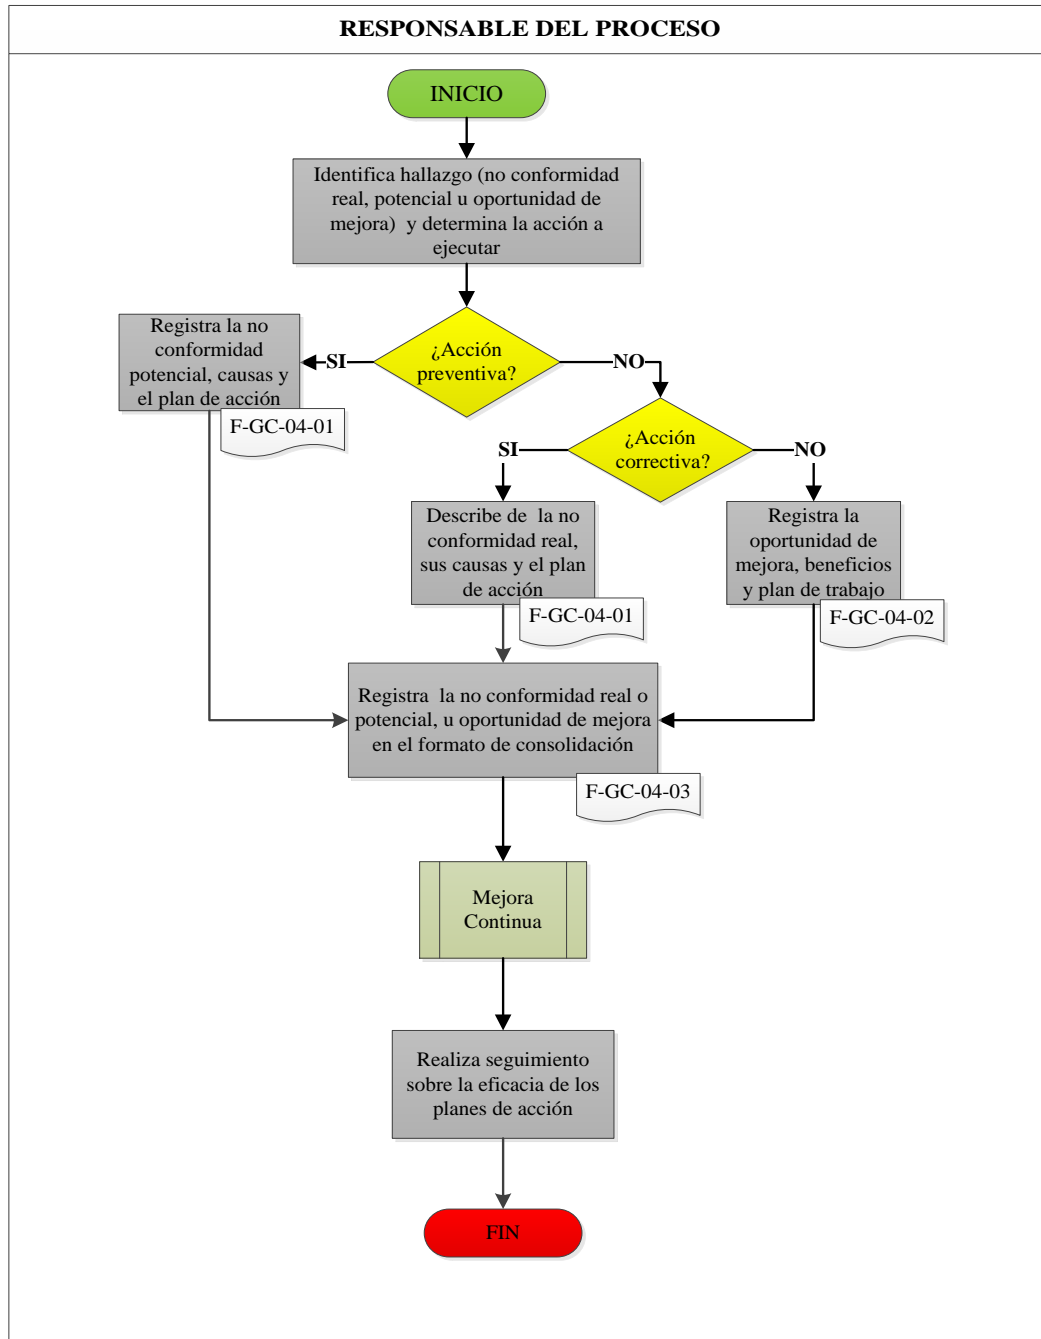 RESPONSABLE DEL PROCESO
INICIO
Identifica hallazgo (no conformidad
real, potencial u oportunidad de
mejora)  y determina la acción a
ejecutar
¿Acción
preventiva?
SI
NO
Registra la no
conformidad
potencial, causas y
el plan de acción
F-GC-04-01
¿Acción
correctiva?
SI
NO
Describe de  la no
conformidad real,
sus causas y el plan
de acción
F-GC-04-01
Registra la
oportunidad de
mejora, beneficios
y plan de trabajo
F-GC-04-02
Registra  la no conformidad real o
potencial, u oportunidad de mejora
en el formato de consolidación
F-GC-04-03
Mejora
Continua
Realiza seguimiento
sobre la eficacia de los
planes de acción
FIN